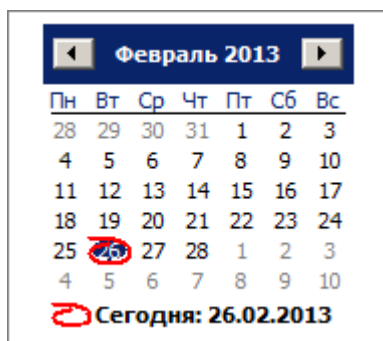 Февраль 2013
Пн Вт Ср Чт Пт Сб Вс
28 29 30 31 1 2 3
4 5 6 7 8 9 10
11 12 13 14 15 16 17
18 19 20 21 22 23 24
25 26 27 28 1 2 3
4 5 6 7 8 9 10
Сегодня: 26.02.2013